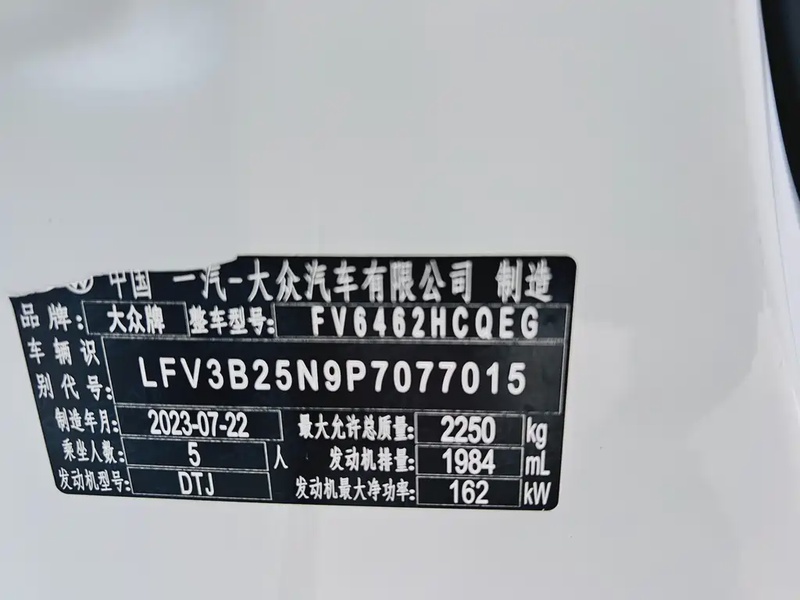 中国 一汽-大众汽车有限公司 制造
品牌: 大众牌 整车型号: FV6462HCQEG
车辆识别代号: LFV3B25N9P7077015
制造年月: 2023-07-22 最大允许总质量: 2250 kg
乘坐人数: 5 人 发动机排量: 1984 mL
发动机型号: DTJ 发动机最大净功率: 162 kW